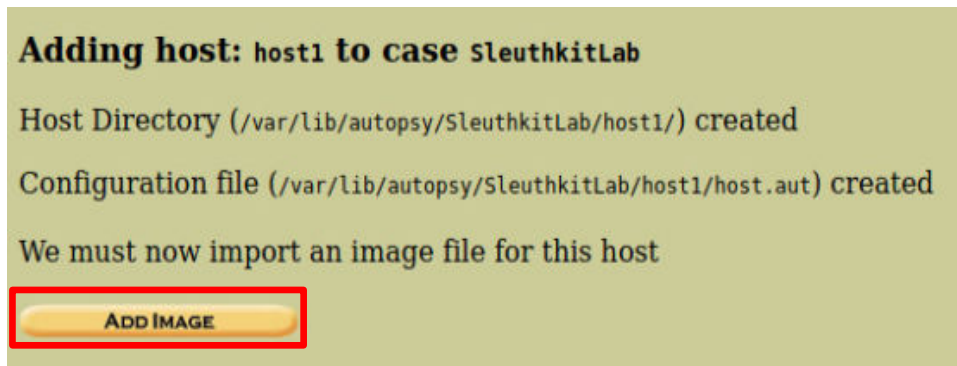 Adding host: host1 to case SleuthkitLab
Host Directory (/var/lib/autopsy/SleuthkitLab/host1/) created
Configuration file (/var/lib/autopsy/SleuthkitLab/host1/host.aut) created
We must now import an image file for this host
ADD IMAGE